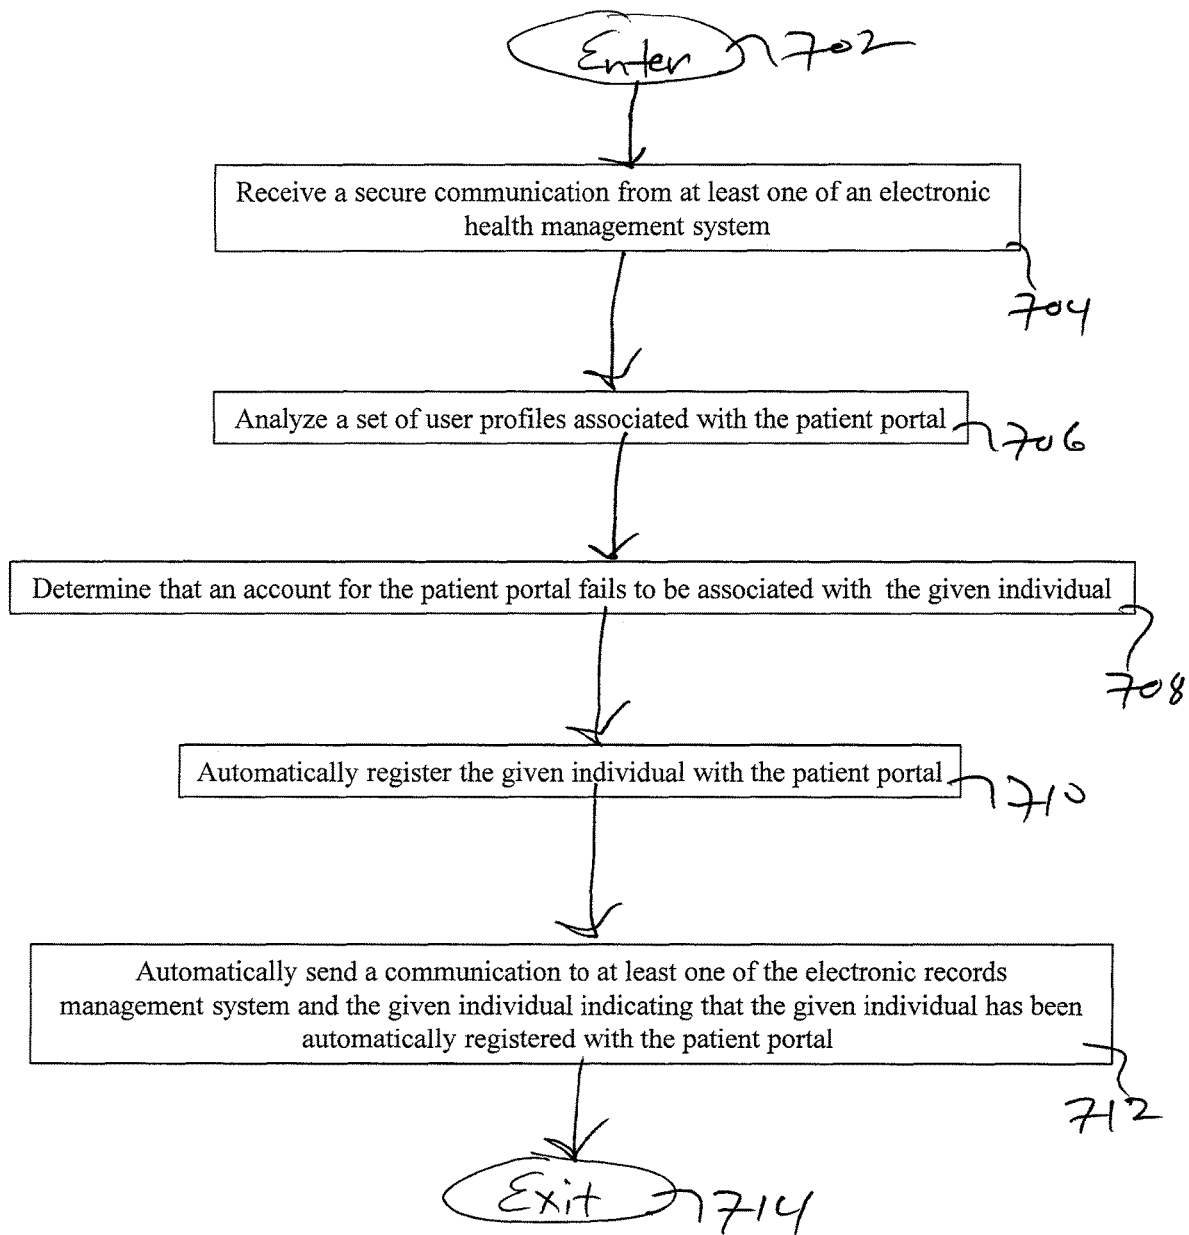 Enter 702
Receive a secure communication from at least one of an electronic
health management system
704
Analyze a set of user profiles associated with the patient portal
706
Determine that an account for the patient portal fails to be associated with the given individual
708
Automatically register the given individual with the patient portal
710
Automatically send a communication to at least one of the electronic records
management system and the given individual indicating that the given individual has been
automatically registered with the patient portal
712
Exit 714